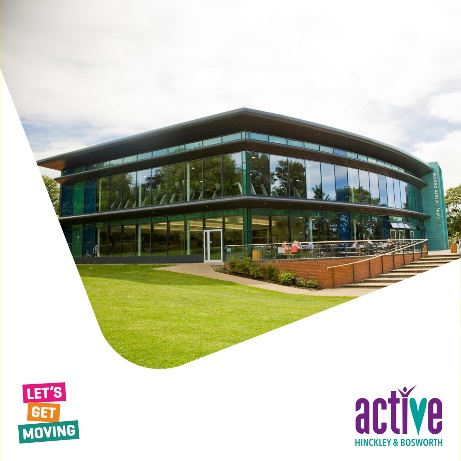 LET'S
GET
MOVING
active
HINCKLEY & BOSWORTH